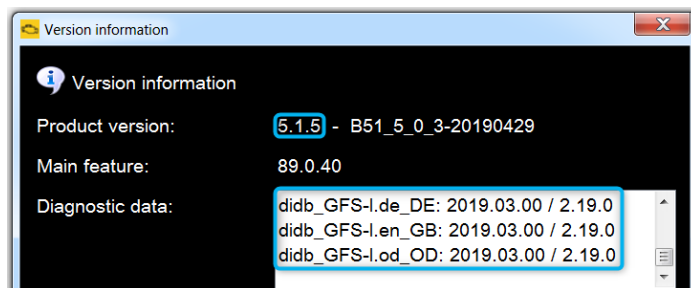 Version information
Version information
Product version: 5.1.5 - B51_5_0_3-20190429
Main feature: 89.0.40
Diagnostic data: didb_GFS-l.de_DE: 2019.03.00 / 2.19.0
didb_GFS-l.en_GB: 2019.03.00 / 2.19.0
didb_GFS-l.od_OD: 2019.03.00 / 2.19.0